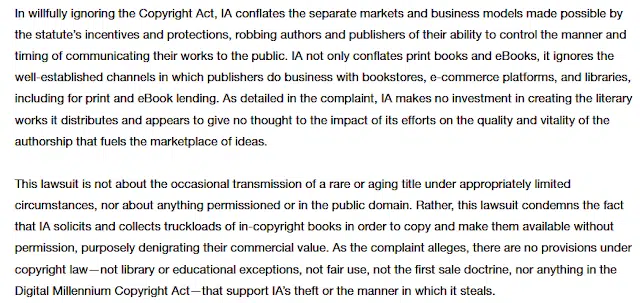 In willfully ignoring the Copyright Act, IA conflates the separate markets and business models made possible by
the statute's incentives and protections, robbing authors and publishers of their ability to control the manner and
timing of communicating their works to the public. IA not only conflates print books and eBooks, it ignores the
well-established channels in which publishers do business with bookstores, e-commerce platforms, and libraries,
including for print and eBook lending. As detailed in the complaint, IA makes no investment in creating the literary
works it distributes and appears to give no thought to the impact of its efforts on the quality and vitality of the
authorship that fuels the marketplace of ideas.

This lawsuit is not about the occasional transmission of a rare or aging title under appropriately limited
circumstances, nor about anything permissioned or in the public domain. Rather, this lawsuit condemns the fact
that IA solicits and collects truckloads of in-copyright books in order to copy and make them available without
permission, purposely denigrating their commercial value. As the complaint alleges, there are no provisions under
copyright law—not library or educational exceptions, not fair use, not the first sale doctrine, nor anything in the
Digital Millennium Copyright Act—that support IA's theft or the manner in which it steals.